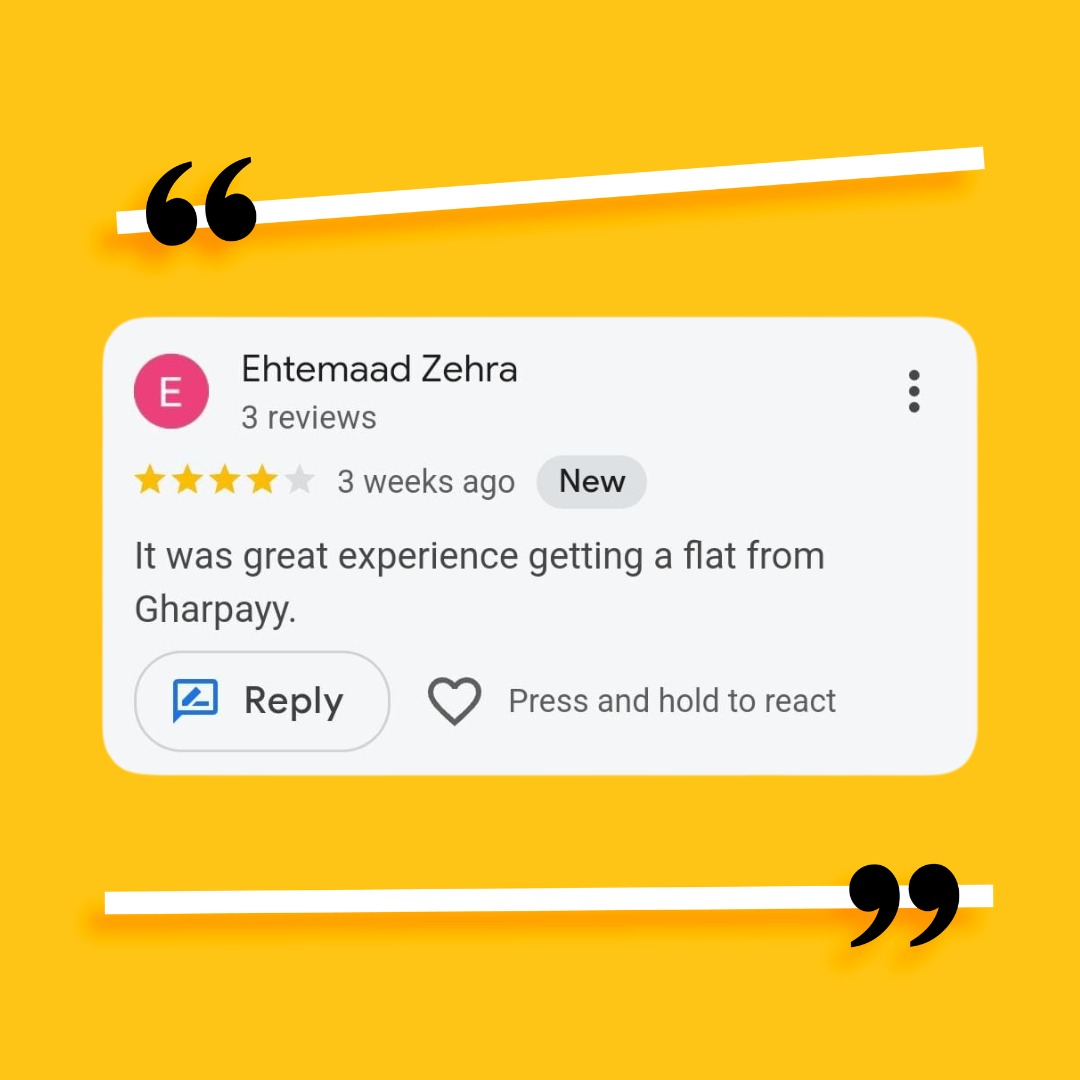 “
E
Ehtemaad Zehra
3 reviews
3 weeks ago New
It was great experience getting a flat from
Gharpayy.
Reply Press and hold to react
”